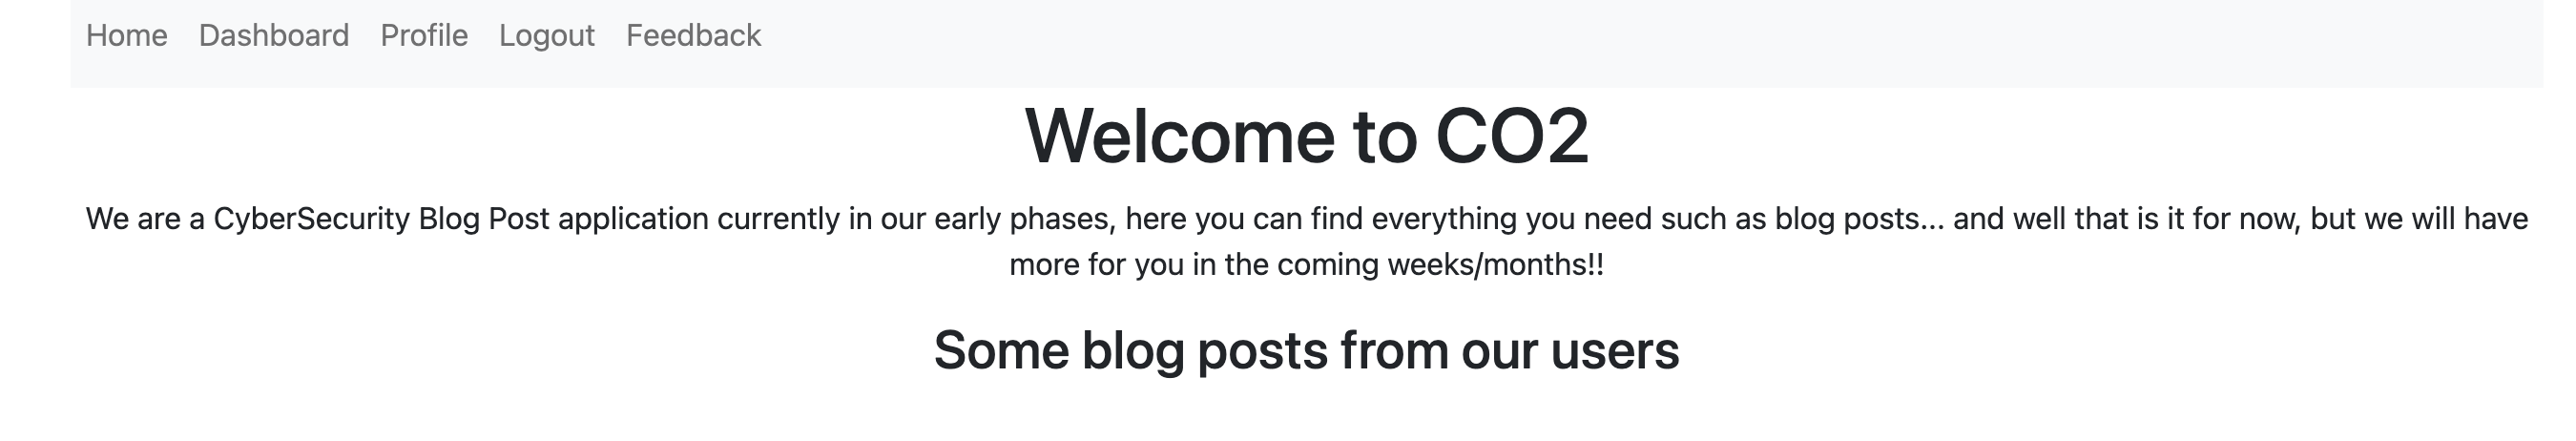 Home Dashboard Profile Logout Feedback
Welcome to CO2
We are a CyberSecurity Blog Post application currently in our early phases, here you can find everything you need such as blog posts... and well that is it for now, but we will have
more for you in the coming weeks/months!!
Some blog posts from our users